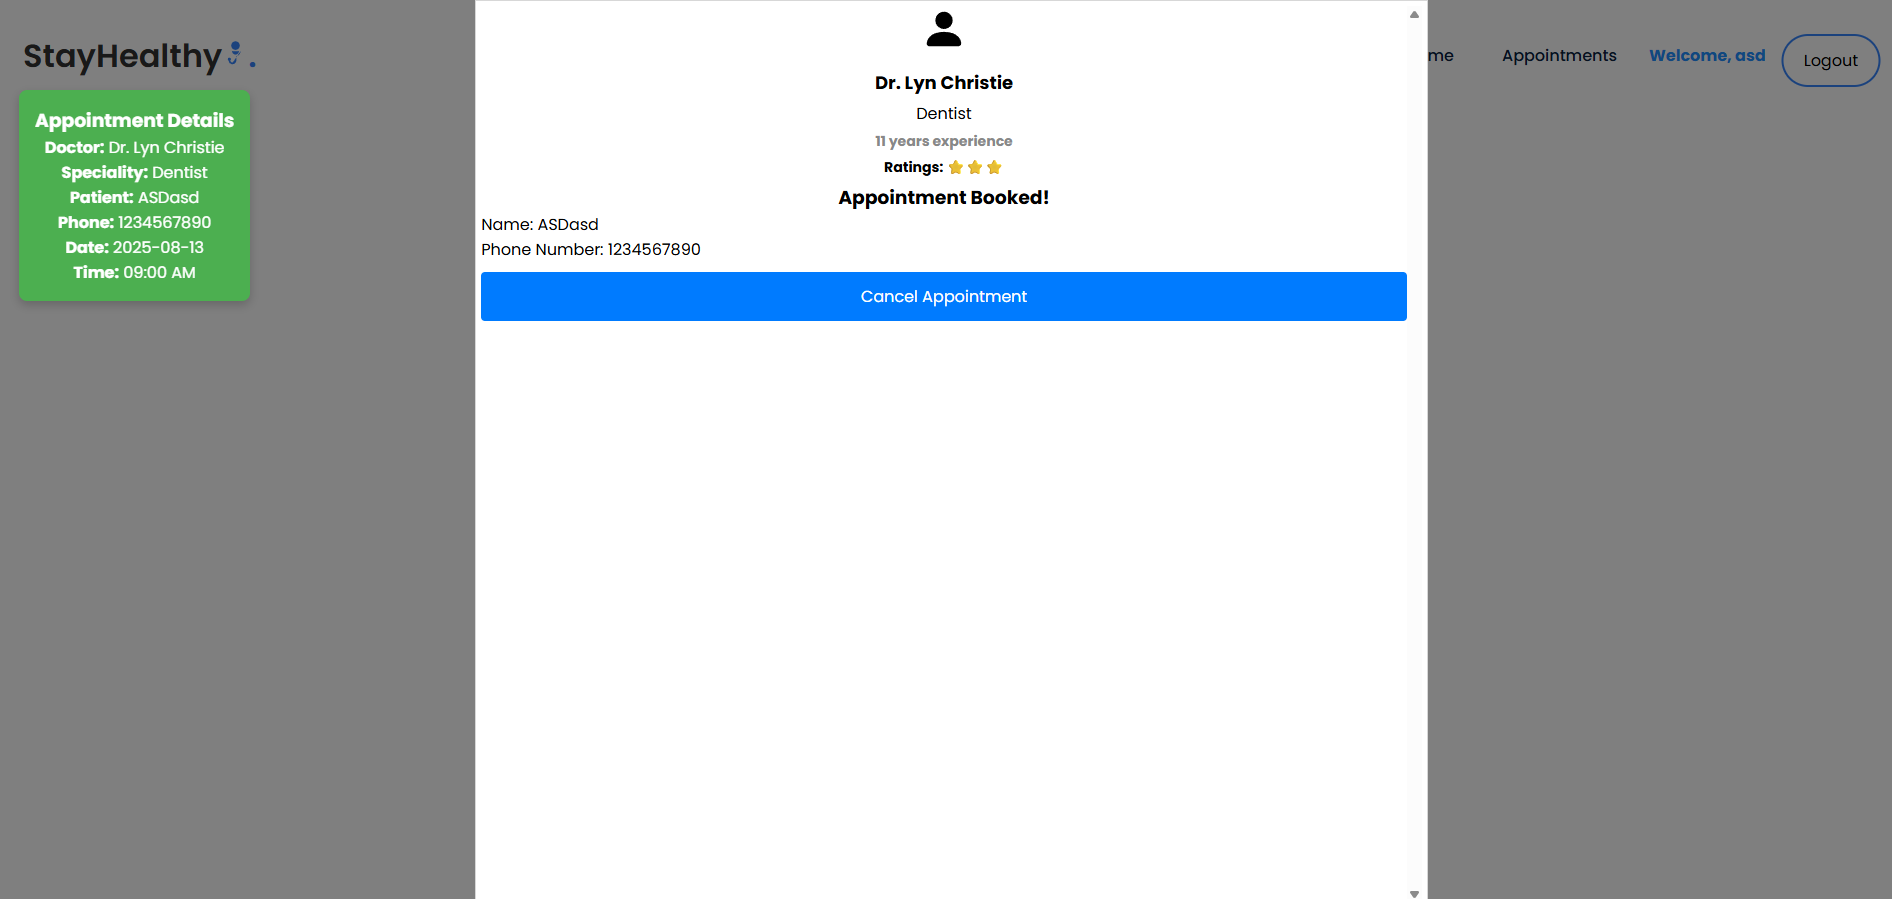 StayHealthy
.
me
Appointments
Welcome, asd
Logout
Appointment Details
Doctor: Dr. Lyn Christie
Speciality: Dentist
Patient: ASDasd
Phone: 1234567890
Date: 2025-08-13
Time: 09:00 AM
Dr. Lyn Christie
Dentist
11 years experience
Ratings: ⭐⭐⭐
Appointment Booked!
Name: ASDasd
Phone Number: 1234567890
Cancel Appointment